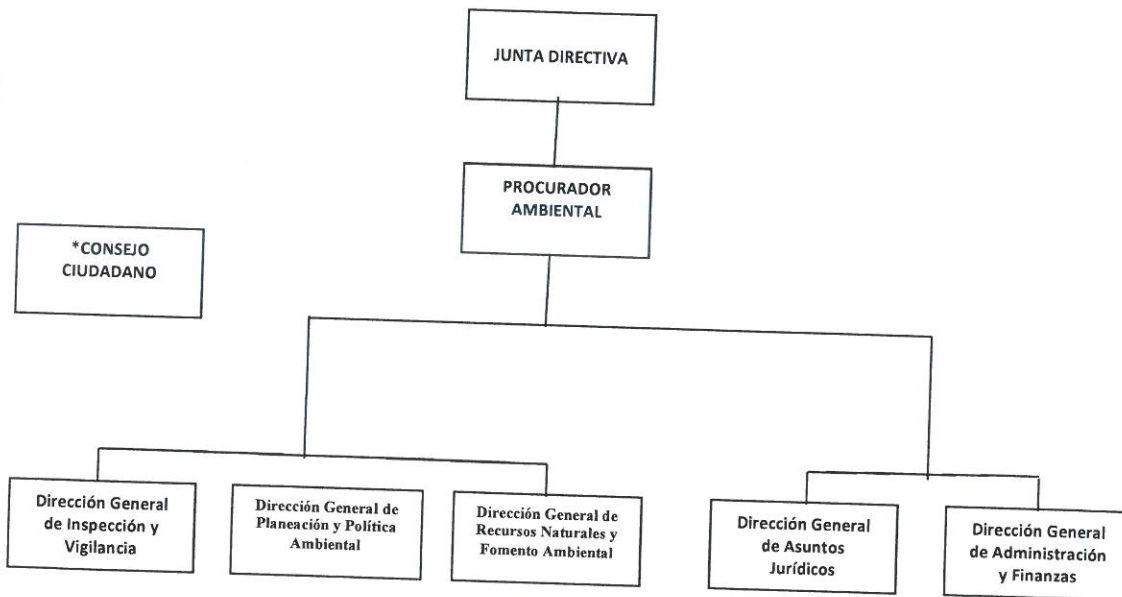 JUNTA DIRECTIVA
PROCURADOR
AMBIENTAL
*CONSEJO
CIUDADANO
Dirección General
de Inspección y
Vigilancia
Dirección General de
Planeación y Política
Ambiental
Dirección General de
Recursos Naturales y
Fomento Ambiental
Dirección General
de Asuntos
Jurídicos
Dirección General
de Administración
y Finanzas